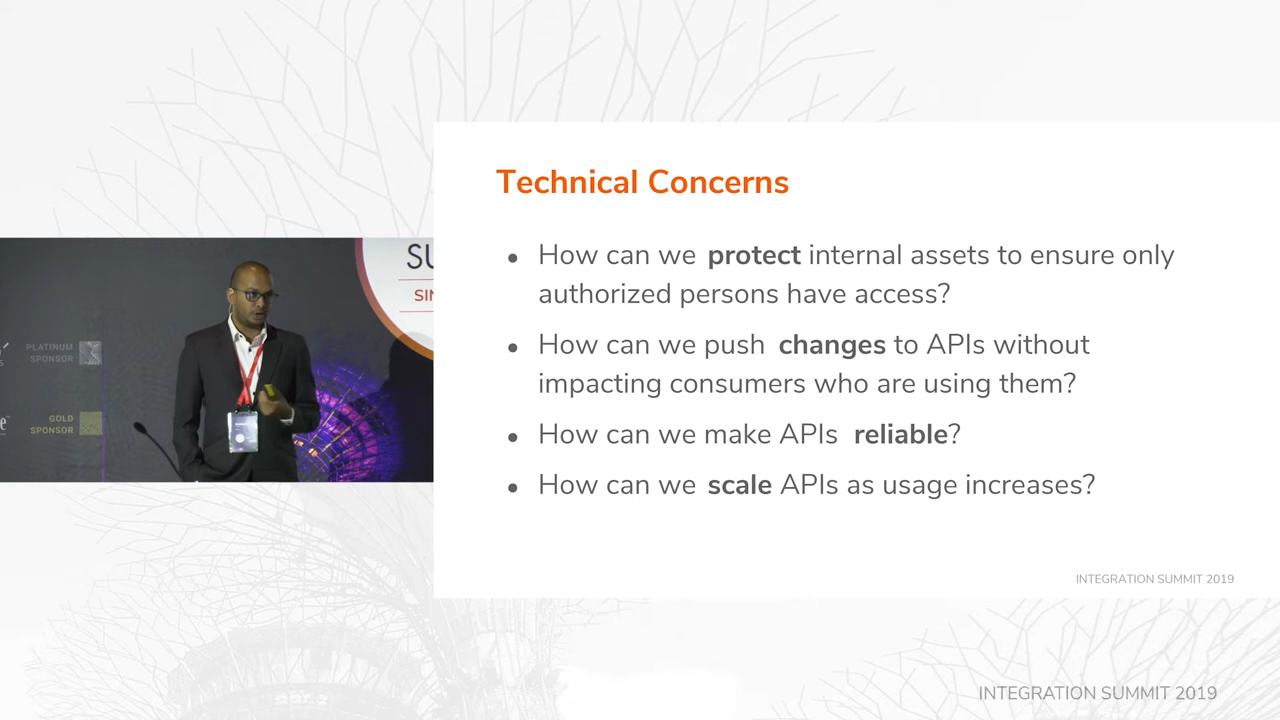 Technical Concerns
• How can we protect internal assets to ensure only
authorized persons have access?
• How can we push changes to APIs without
impacting consumers who are using them?
• How can we make APIs reliable?
• How can we scale APIs as usage increases?
INTEGRATION SUMMIT 2019
SU
SIN
PLATINUM
SPONSOR
GOLD
SPONSOR
INTEGRATION SUMMIT 2019